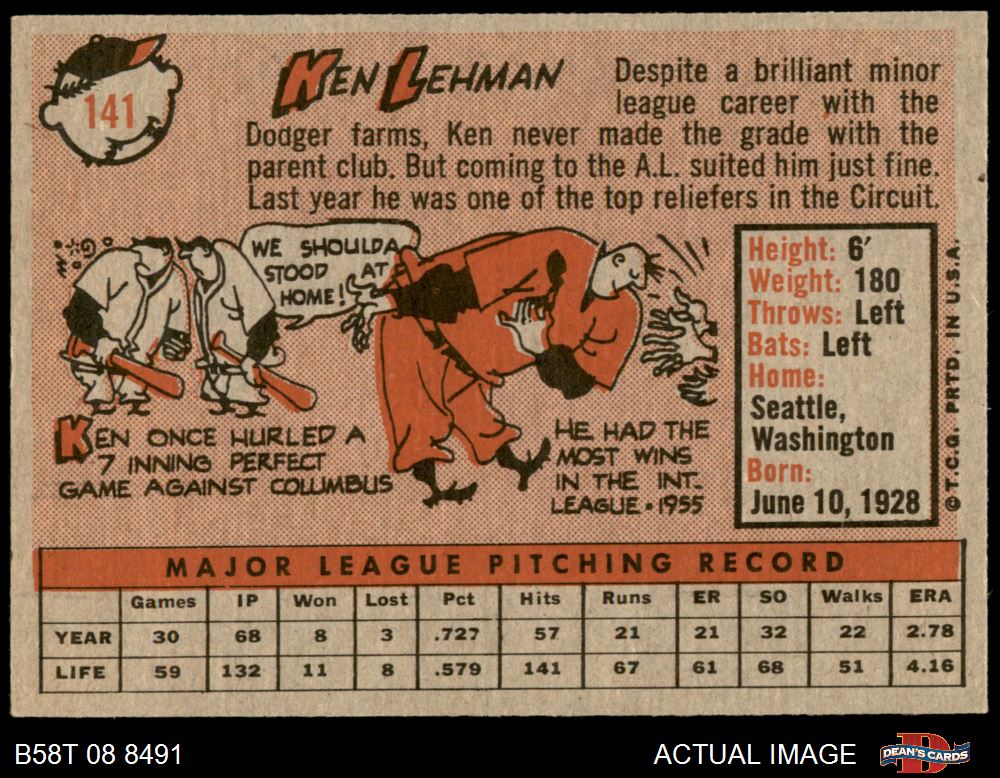 141
KEN LEHMAN
Despite a brilliant minor
league career with the
Dodger farms, Ken never made the grade with the
parent club. But coming to the A.L. suited him just fine.
Last year he was one of the top reliefers in the Circuit.
WE SHOULDA
STOOD AT
HOME!
KEN ONCE HURLED A
7 INNING PERFECT
GAME AGAINST COLUMBUS
HE HAD THE
MOST WINS
IN THE INT.
LEAGUE • 1955
Height: 6'
Weight: 180
Throws: Left
Bats: Left
Home:
Seattle,
Washington
Born:
June 10, 1928
© T.C.G. PRTD. IN U.S.A.
MAJOR LEAGUE PITCHING RECORD
Games IP Won Lost Pct Hits Runs ER SO Walks ERA
YEAR 30 68 8 3 .727 57 21 21 32 22 2.78
LIFE 59 132 11 8 .579 141 67 61 68 51 4.16
B58T 08 8491
ACTUAL IMAGE
D
DEAN'S CARDS